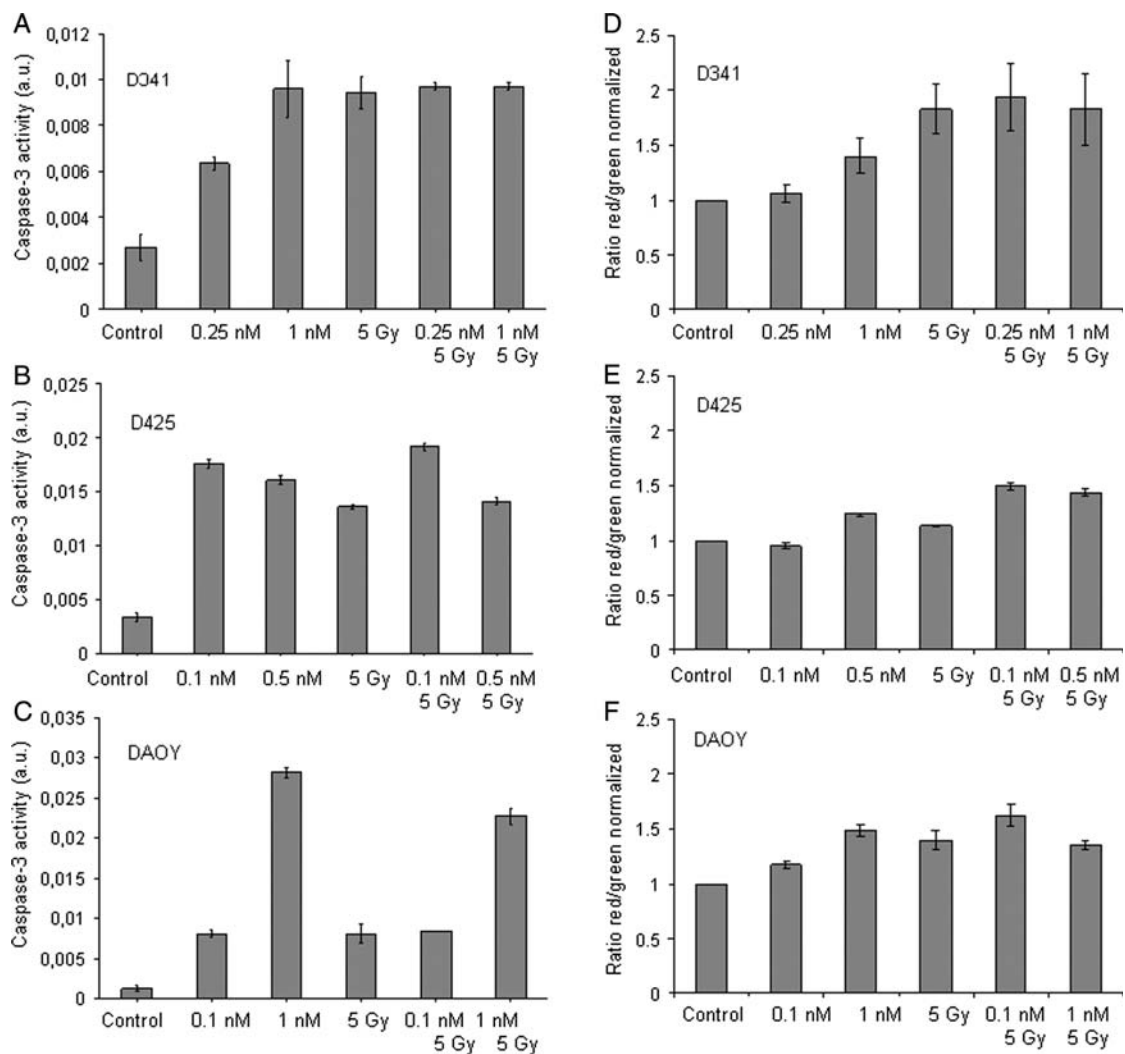 A
Caspase-3 activity (a.u.)
0,012
0,01
0,008
0,006
0,004
0,002
0
D341
Control 0.25 nM 1 nM 5 Gy 0.25 nM 1 nM
5 Gy 5 Gy
D
Ratio red/green normalized
2.5
2
1.5
1
0.5
0
D341
Control 0.25 nM 1 nM 5 Gy 0.25 nM 1 nM
5 Gy 5 Gy
B
Caspase-3 activity (a.u.)
0,025
0,02
0,015
0,01
0,005
0
D425
Control 0.1 nM 0.5 nM 5 Gy 0.1 nM 0.5 nM
5 Gy 5 Gy
E
Ratio red/green normalized
2.5
2
1.5
1
0.5
0
D425
Control 0.1 nM 0.5 nM 5 Gy 0.1 nM 0.5 nM
5 Gy 5 Gy
C
Caspase-3 activity (a.u.)
0,035
0,03
0,025
0,02
0,015
0,01
0,005
0
DAOY
Control 0.1 nM 1 nM 5 Gy 0.1 nM 1 nM
5 Gy 5 Gy
F
Ratio red/green normalized
2.5
2
1.5
1
0.5
0
DAOY
Control 0.1 nM 1 nM 5 Gy 0.1 nM 1 nM
5 Gy 5 Gy